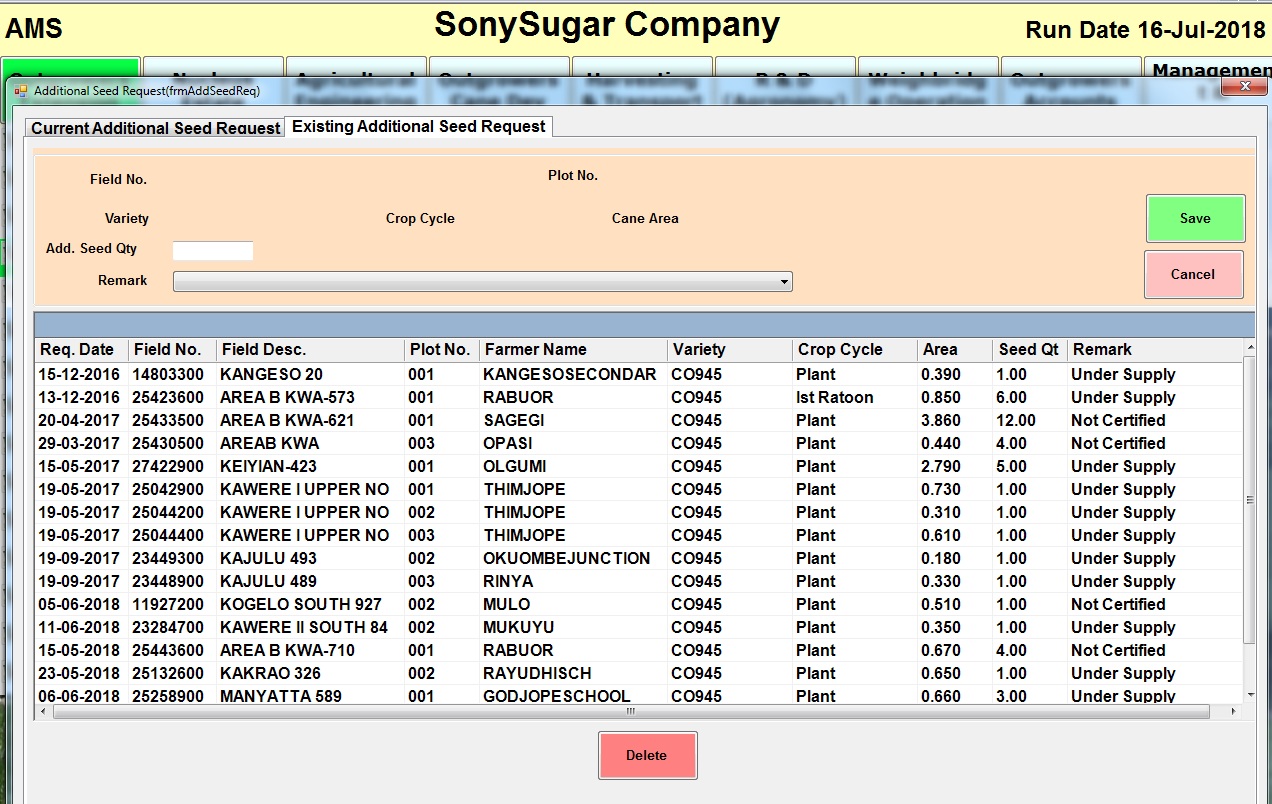 AMS
SonySugar Company
Run Date 16-Jul-2018
Managemen
Additional Seed Request(frmAddSeedReq)
Current Additional Seed Request Existing Additional Seed Request
Field No. Plot No.
Variety Crop Cycle Cane Area
Save
Add. Seed Qty
Remark
Cancel
Req. Date Field No. Field Desc. Plot No. Farmer Name Variety Crop Cycle Area Seed Qt Remark
15-12-2016 14803300 KANGESO 20 001 KANGESOSECONDAR CO945 Plant 0.390 1.00 Under Supply
13-12-2016 25423600 AREA B KWA-573 001 RABUOR CO945 Ist Ratoon 0.850 6.00 Under Supply
20-04-2017 25433500 AREA B KWA-621 001 SAGEGI CO945 Plant 3.860 12.00 Not Certified
29-03-2017 25430500 AREAB KWA 003 OPASI CO945 Plant 0.440 4.00 Not Certified
15-05-2017 27422900 KEIYIAN-423 001 OLGUMI CO945 Plant 2.790 5.00 Under Supply
19-05-2017 25042900 KAWERE I UPPER NO 001 THIMJOPE CO945 Plant 0.730 1.00 Under Supply
19-05-2017 25044200 KAWERE I UPPER NO 002 THIMJOPE CO945 Plant 0.310 1.00 Under Supply
19-05-2017 25044400 KAWERE I UPPER NO 003 THIMJOPE CO945 Plant 0.610 1.00 Under Supply
19-09-2017 23449300 KAJULU 493 002 OKUOMBEJUNCTION CO945 Plant 0.180 1.00 Under Supply
19-09-2017 23448900 KAJULU 489 003 RINYA CO945 Plant 0.330 1.00 Under Supply
05-06-2018 11927200 KOGELO SOUTH 927 002 MULO CO945 Plant 0.510 1.00 Not Certified
11-06-2018 23284700 KAWERE II SOUTH 84 002 MUKUYU CO945 Plant 0.350 1.00 Under Supply
15-05-2018 25443600 AREA B KWA-710 001 RABUOR CO945 Plant 0.670 4.00 Not Certified
23-05-2018 25132600 KAKRAO 326 002 RAYUDHISCH CO945 Plant 0.650 1.00 Under Supply
06-06-2018 25258900 MANYATTA 589 001 GODJOPESCHOOL CO945 Plant 0.660 3.00 Under Supply
Delete